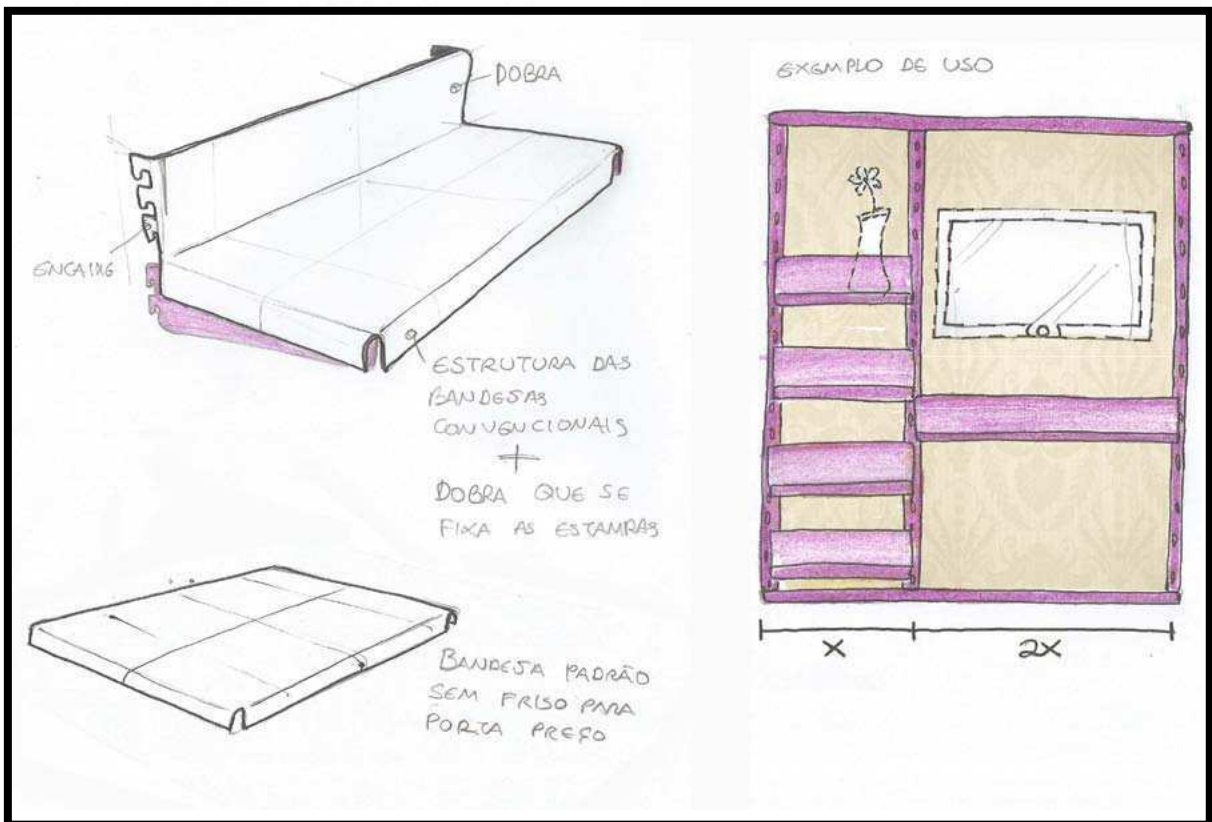 DOBRA
ENCAIXE
ESTRUTURA DAS
BANDEJAS
CONVENCIONAIS
+
DOBRA QUE SE
FIXA AS ESTAMPAS
BANDEJA PADRÃO
SEM FRISO PARA
PORTA PREÇO
EXEMPLO DE USO
X
2X